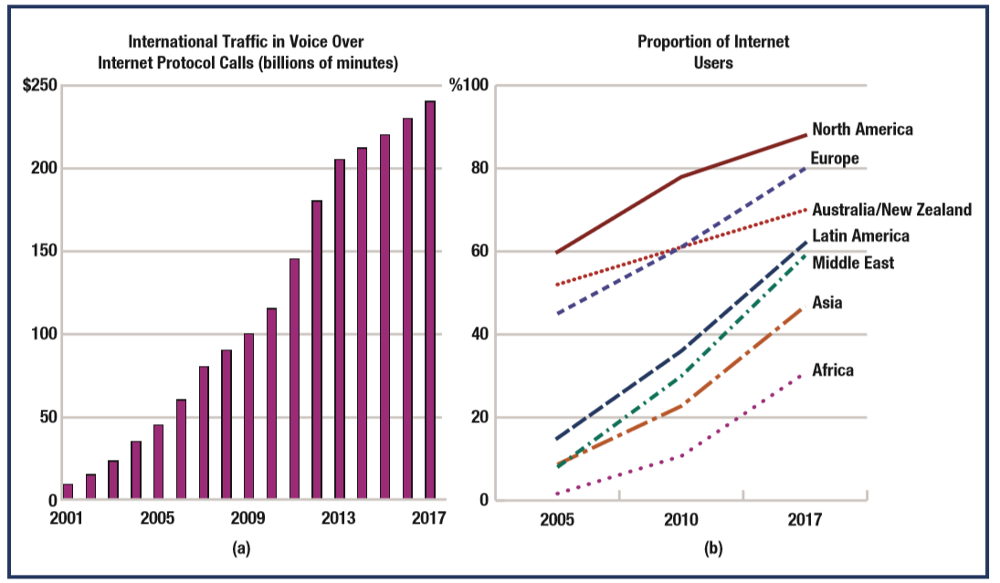 International Traffic in Voice Over
Internet Protocol Calls (billions of minutes)
$250
200
150
100
50
0
2001
2005
2009
2013
2017
(a)
Proportion of Internet
Users
%100
80
60
40
20
0
North America
Europe
Australia/New Zealand
Latin America
Middle East
Asia
Africa
2005
2010
2017
(b)